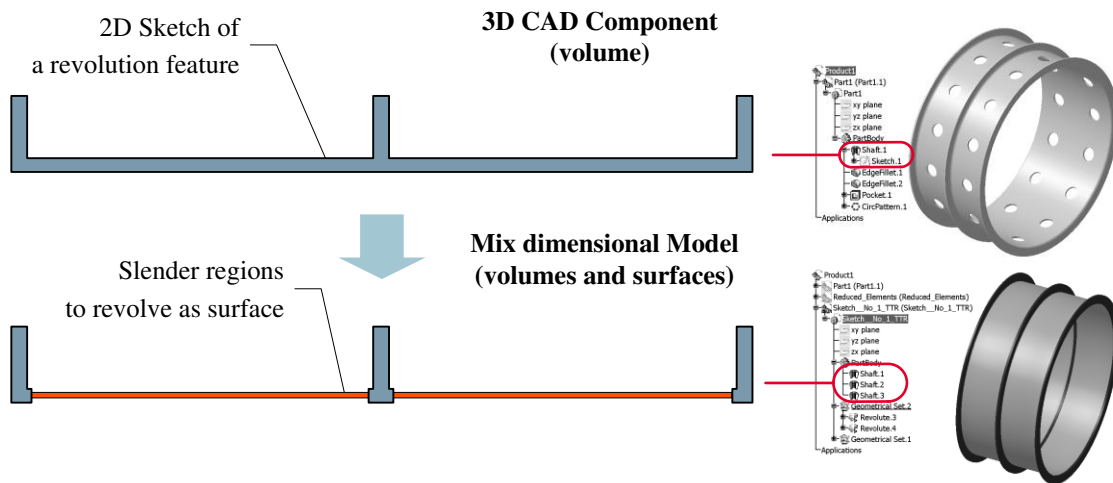 2D Sketch of
a revolution feature
3D CAD Component
(volume)
Product1
Part1 (Part1.1)
Part1
xy plane
yz plane
zx plane
PartBody
Shaft.1
Sketch.1
EdgeFillet.1
EdgeFillet.2
Pocket.1
CircPattern.1
Applications
Slender regions
to revolve as surface
Mix dimensional Model
(volumes and surfaces)
Product1
Part1 (Part1.1)
Reduced_Elements (Reduced_Elements)
Sketch__No_1_TTR (Sketch__No_1_TTR)
Sketch__No_1_TTR
xy plane
yz plane
zx plane
PartBody
Shaft.1
Shaft.2
Shaft.3
Geometrical Set.2
Revolute.3
Revolute.4
Geometrical Set.1
Applications